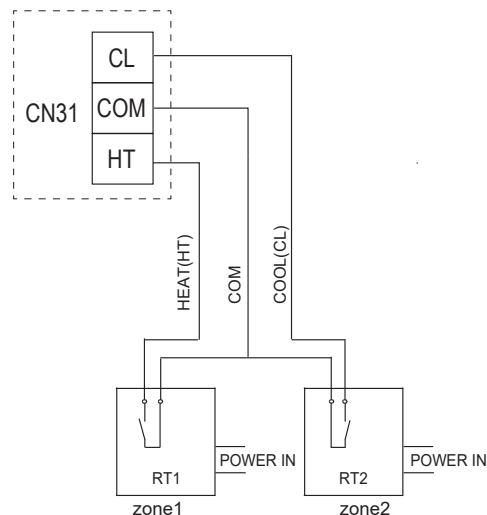 CL
CN31
COM
HT
HEAT(HT)
COM
COOL(CL)
RT1
POWER IN
RT2
POWER IN
zone1
zone2